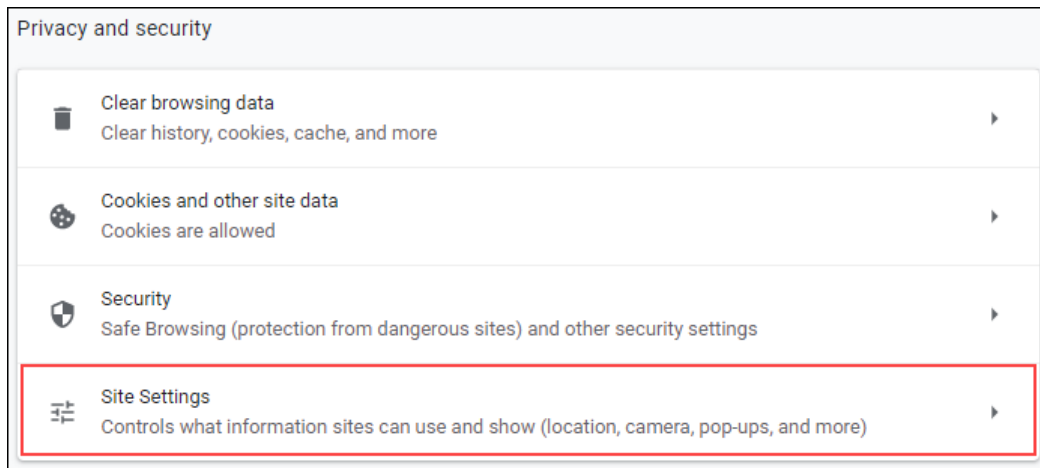 Privacy and security
Clear browsing data
Clear history, cookies, cache, and more
Cookies and other site data
Cookies are allowed
Security
Safe Browsing (protection from dangerous sites) and other security settings
Site Settings
Controls what information sites can use and show (location, camera, pop-ups, and more)